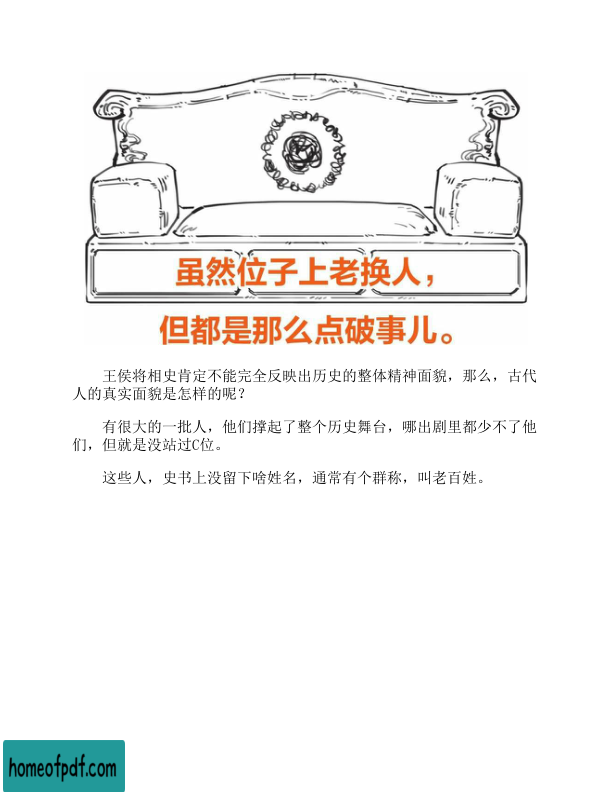 虽然位子上老换人，
但都是那么点破事儿。
王侯将相史肯定不能完全反映出历史的整体精神面貌，那么，古代
人的真实面貌是怎样的呢？
有很大的一批人，他们撑起了整个历史舞台，哪出剧里都少不了他
们，但就是没站过C位。
这些人，史书上没留下啥姓名，通常有个群称，叫老百姓。
homeofpdf.com